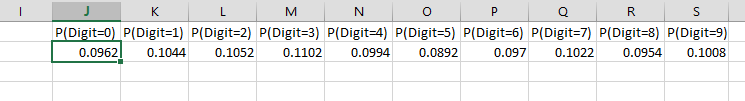 I J K L M N O P Q R S
P(Digit=0) P(Digit=1) P(Digit=2) P(Digit=3) P(Digit=4) P(Digit=5) P(Digit=6) P(Digit=7) P(Digit=8) P(Digit=9)
0.0962 0.1044 0.1052 0.1102 0.0994 0.0892 0.097 0.1022 0.0954 0.1008